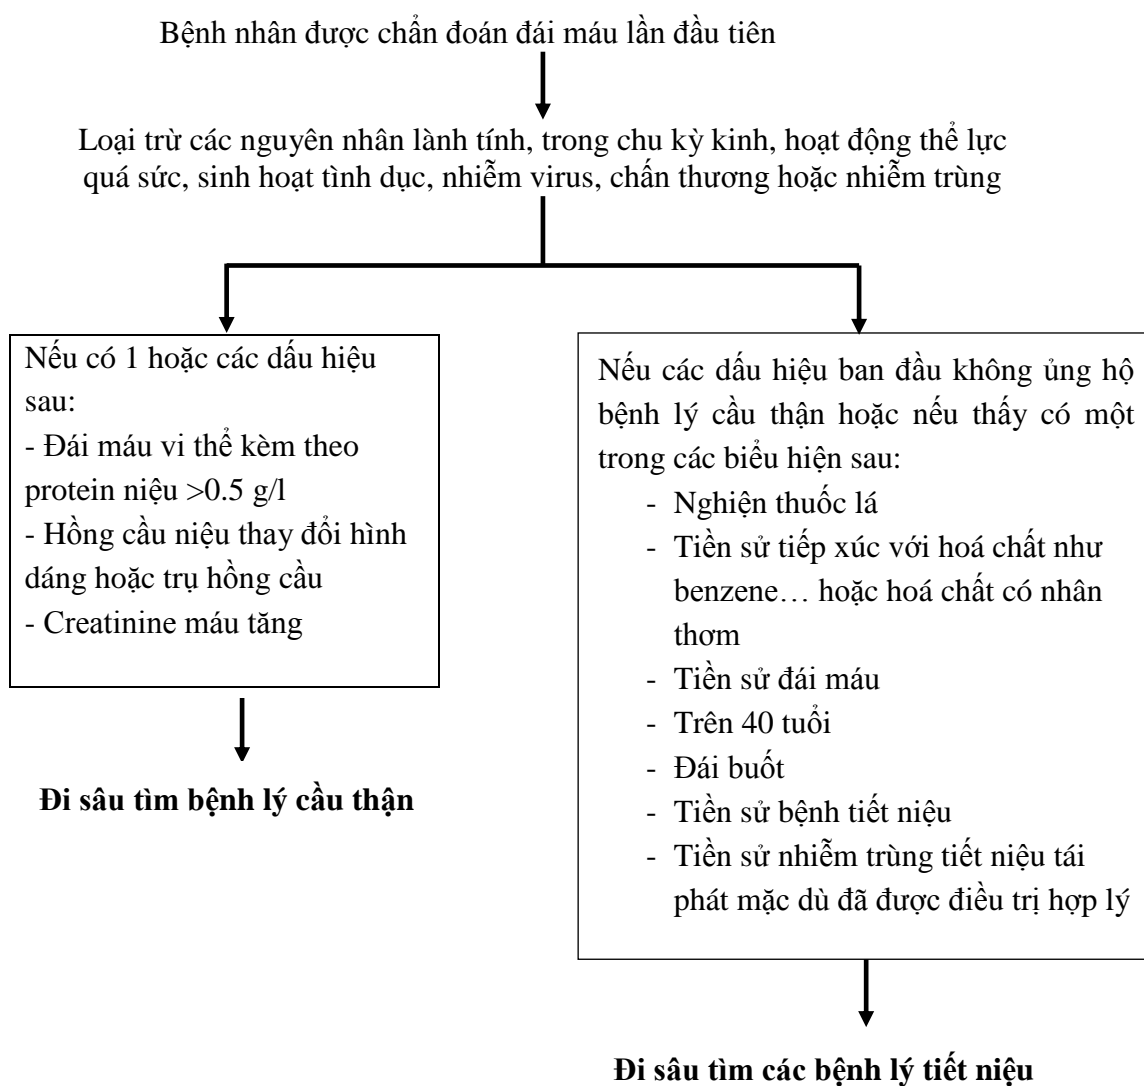 Bệnh nhân được chẩn đoán đái máu lần đầu tiên
Loại trừ các nguyên nhân lành tính, trong chu kỳ kinh, hoạt động thể lực
quá sức, sinh hoạt tình dục, nhiễm virus, chấn thương hoặc nhiễm trùng
Nếu có 1 hoặc các dấu hiệu
sau:
- Đái máu vi thể kèm theo
protein niệu >0.5 g/l
- Hồng cầu niệu thay đổi hình
dáng hoặc trụ hồng cầu
- Creatinine máu tăng
Đi sâu tìm bệnh lý cầu thận
Nếu các dấu hiệu ban đầu không ủng hộ
bệnh lý cầu thận hoặc nếu thấy có một
trong các biểu hiện sau:
- Nghiện thuốc lá
- Tiền sử tiếp xúc với hoá chất như
benzene… hoặc hoá chất có nhân
thơm
- Tiền sử đái máu
- Trên 40 tuổi
- Đái buốt
- Tiền sử bệnh tiết niệu
- Tiền sử nhiễm trùng tiết niệu tái
phát mặc dù đã được điều trị hợp lý
Đi sâu tìm các bệnh lý tiết niệu